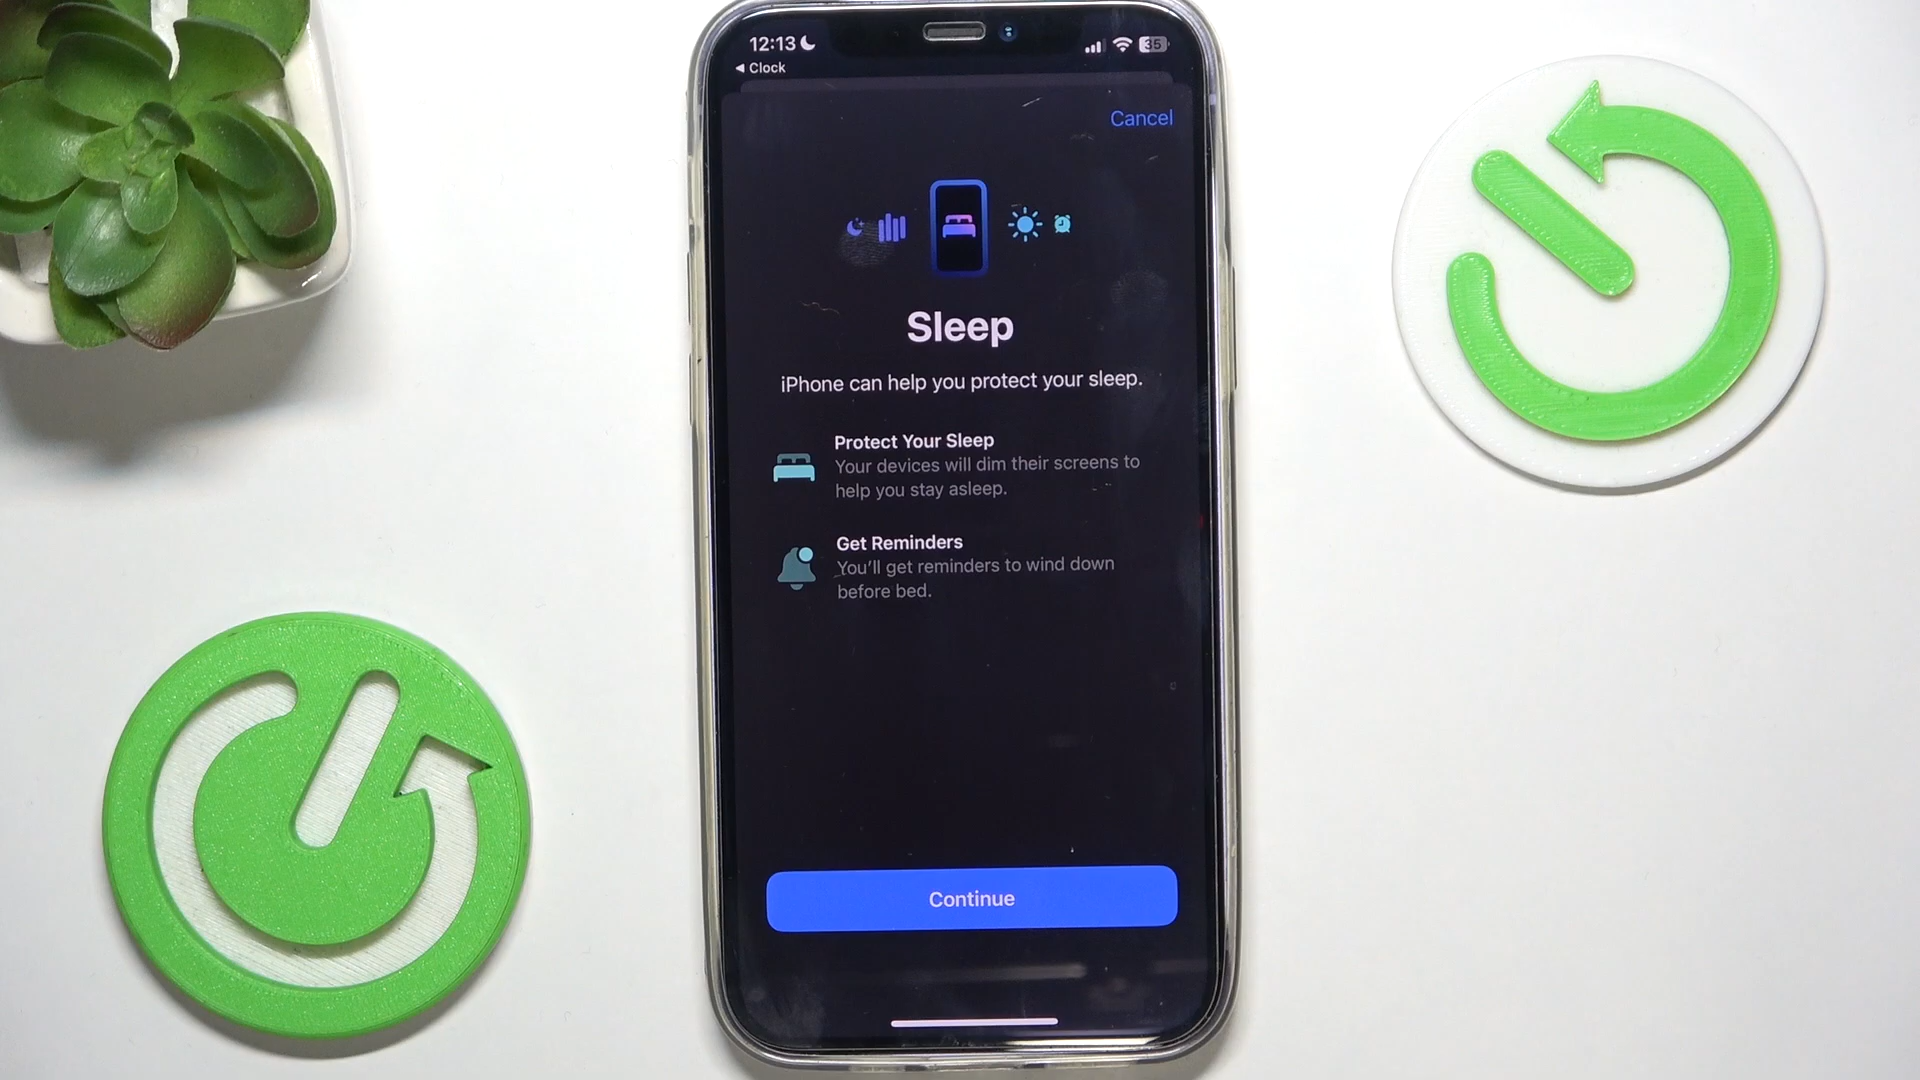 12:13
35
Clock
Cancel
Sleep
iPhone can help you protect your sleep.
Protect Your Sleep
Your devices will dim their screens to
help you stay asleep.
Get Reminders
You'll get reminders to wind down
before bed.
Continue